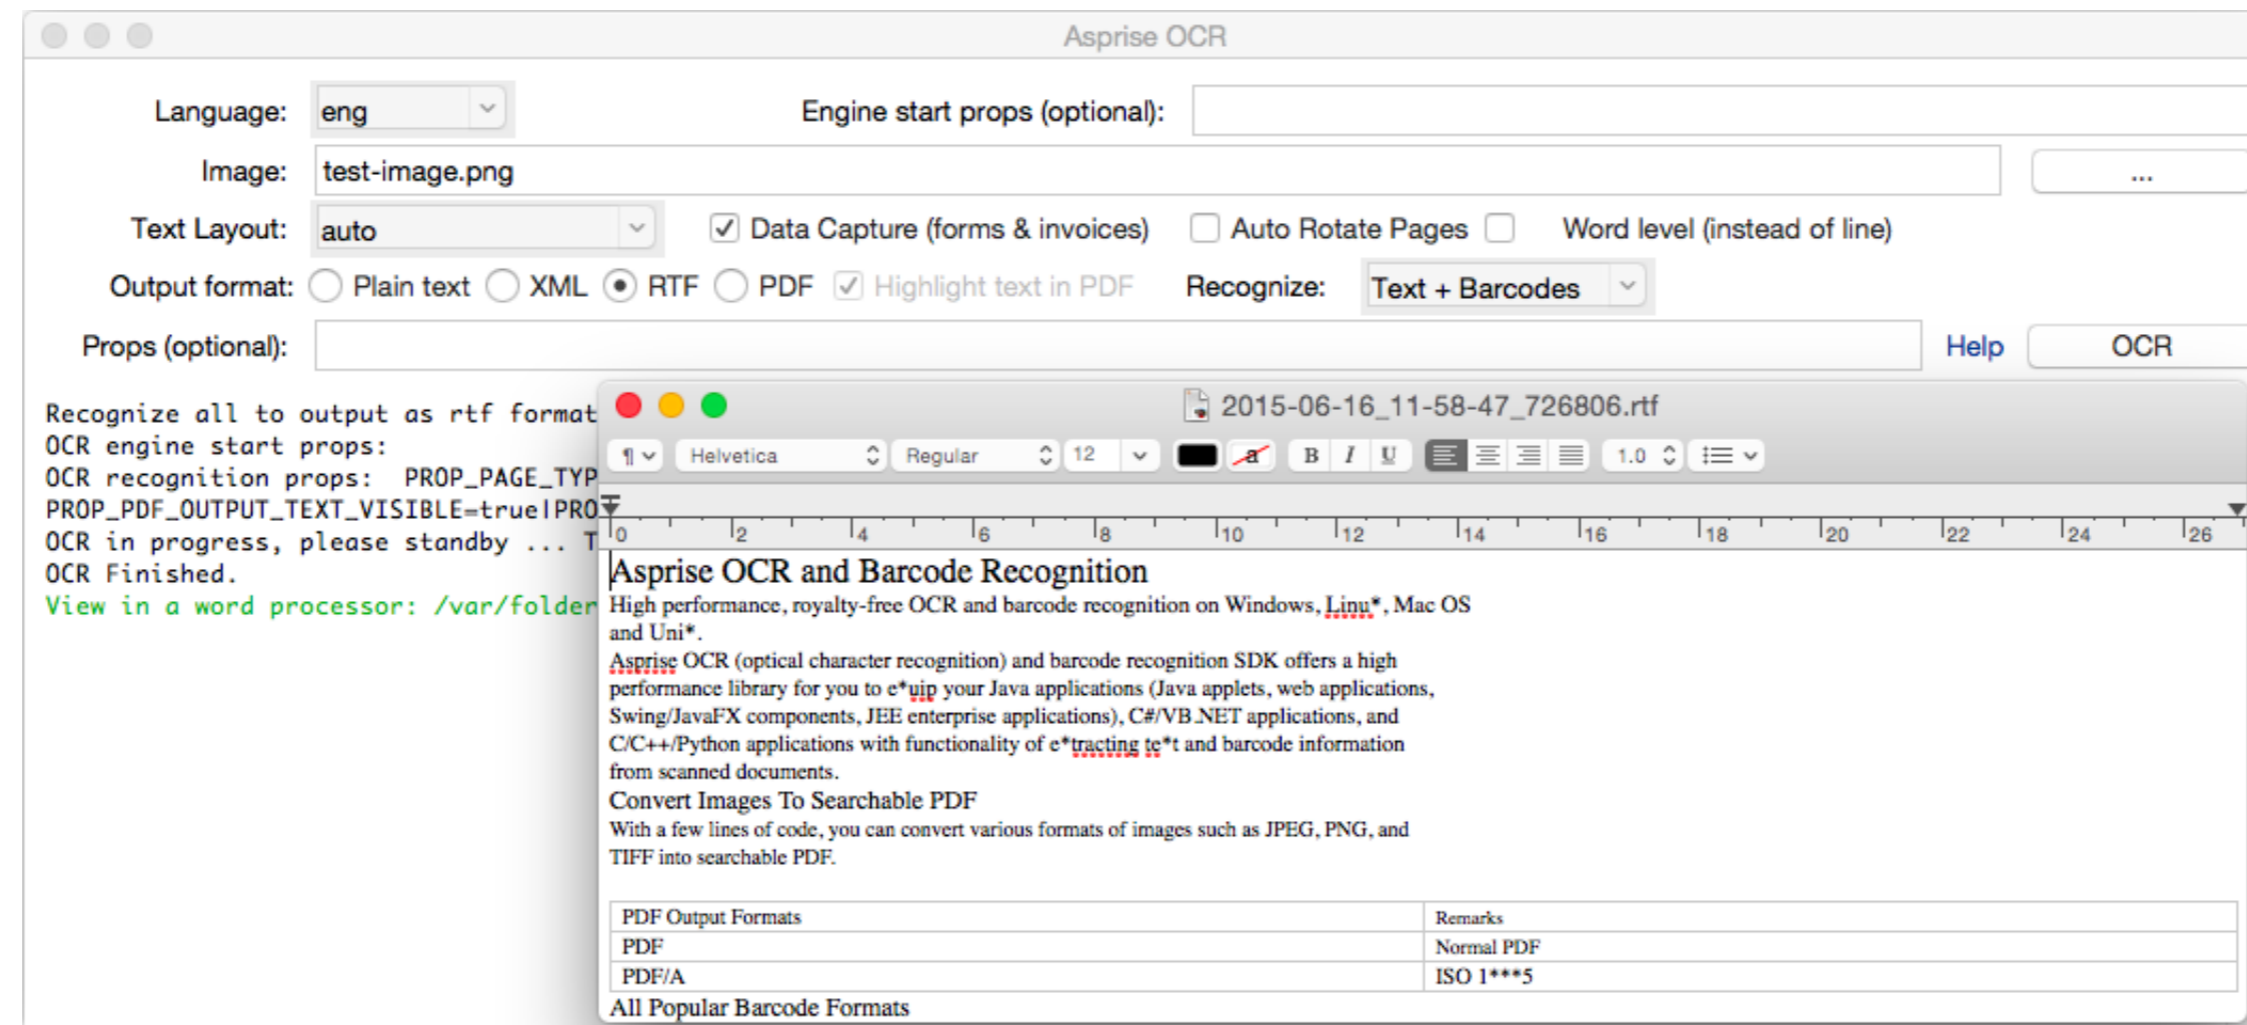 Asprise OCR
Language: eng Engine start props (optional):
Image: test-image.png ...
Text Layout: auto Data Capture (forms & invoices) Auto Rotate Pages Word level (instead of line)
Output format: Plain text XML RTF PDF Highlight text in PDF Recognize: Text + Barcodes
Props (optional): Help OCR
Recognize all to output as rtf format
OCR engine start props:
OCR recognition props: PROP_PAGE_TYP
PROP_PDF_OUTPUT_TEXT_VISIBLE=true|PRO
OCR in progress, please standby ... T
OCR Finished.
View in a word processor: /var/folder
2015-06-16_11-58-47_726806.rtf
¶ Helvetica Regular 12 a B I U 1.0
0 2 4 6 8 10 12 14 16 18 20 22 24 26
Asprise OCR and Barcode Recognition
High performance, royalty-free OCR and barcode recognition on Windows, Linu*, Mac OS
and Uni*.
Asprise OCR (optical character recognition) and barcode recognition SDK offers a high
performance library for you to e*uip your Java applications (Java applets, web applications,
Swing/JavaFX components, JEE enterprise applications), C#/VB.NET applications, and
C/C++/Python applications with functionality of e*tracting te*t and barcode information
from scanned documents.
Convert Images To Searchable PDF
With a few lines of code, you can convert various formats of images such as JPEG, PNG, and
TIFF into searchable PDF.
PDF Output Formats Remarks
PDF Normal PDF
PDF/A ISO 1***5
All Popular Barcode Formats